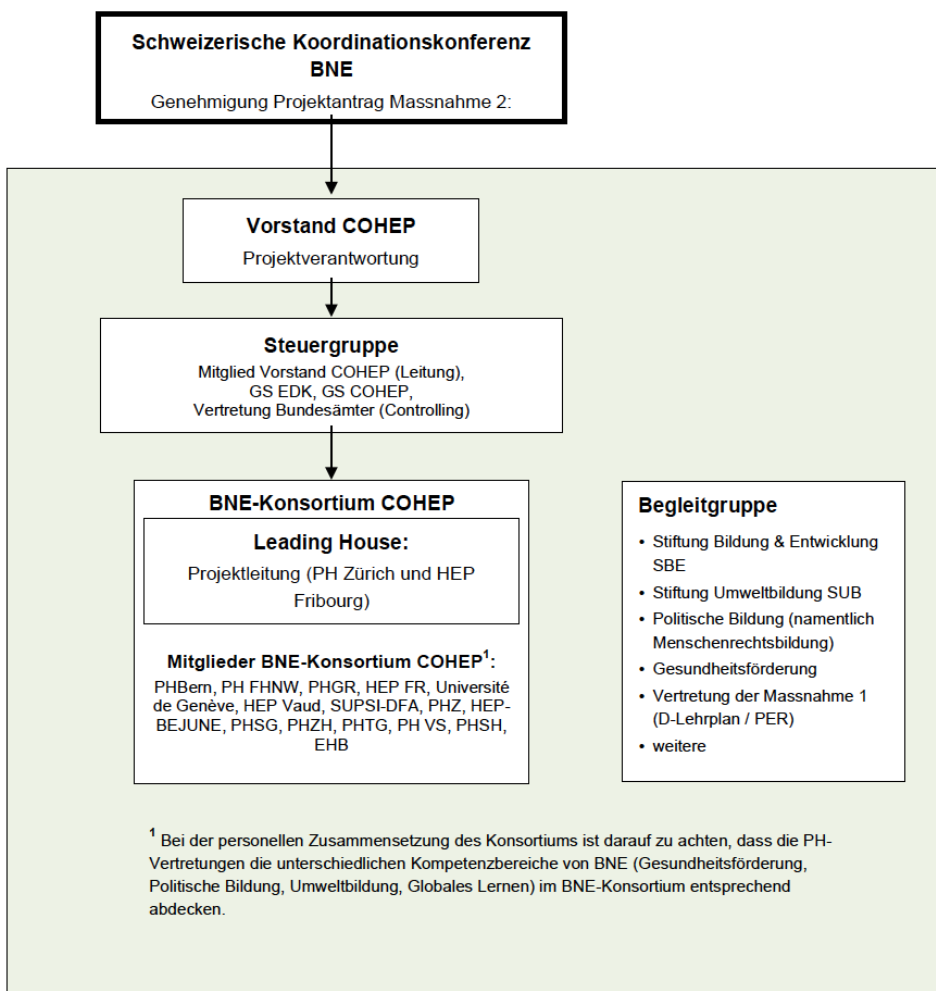 Schweizerische Koordinationskonferenz
BNE
Genehmigung Projektantrag Massnahme 2:
Vorstand COHEP
Projektverantwortung
Steuergruppe
Mitglied Vorstand COHEP (Leitung),
GS EDK, GS COHEP,
Vertretung Bundesämter (Controlling)
BNE-Konsortium COHEP
Leading House:
Projektleitung (PH Zürich und HEP
Fribourg)
Mitglieder BNE-Konsortium COHEP¹:
PHBern, PH FHNW, PHGR, HEP FR, Université
de Genève, HEP Vaud, SUPSI-DFA, PHZ, HEP-
BEJUNE, PHSG, PHZH, PHTG, PH VS, PHSH,
EHB
Begleitgruppe
• Stiftung Bildung & Entwicklung
SBE
• Stiftung Umweltbildung SUB
• Politische Bildung (namentlich
Menschenrechtsbildung)
• Gesundheitsförderung
• Vertretung der Massnahme 1
(D-Lehrplan / PER)
• weitere
¹ Bei der personellen Zusammensetzung des Konsortiums ist darauf zu achten, dass die PH-
Vertretungen die unterschiedlichen Kompetenzbereiche von BNE (Gesundheitsförderung,
Politische Bildung, Umweltbildung, Globales Lernen) im BNE-Konsortium entsprechend
abdecken.